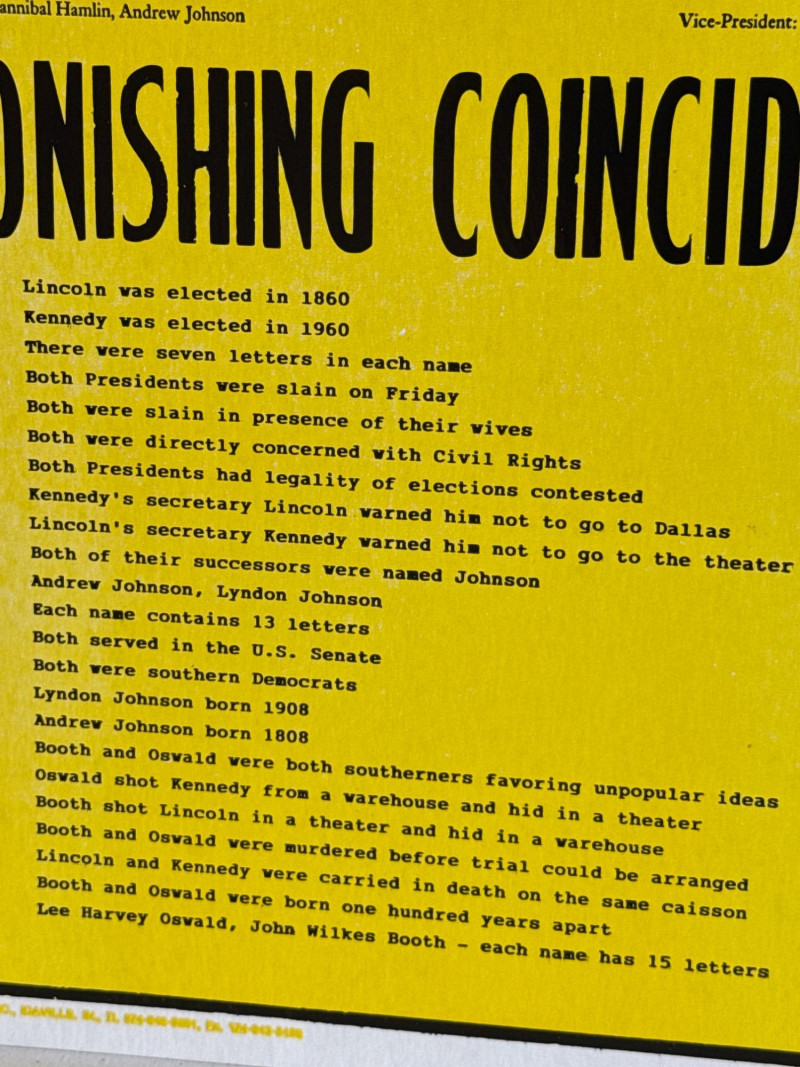 annibal Hamlin, Andrew Johnson
Vice-President:
ONISHING COINCID
Lincoln was elected in 1860
Kennedy was elected in 1960
There were seven letters in each name
Both Presidents were slain on Friday
Both were slain in presence of their wives
Both were directly concerned with Civil Rights
Both Presidents had legality of elections contested
Kennedy's secretary Lincoln warned him not to go to Dallas
Lincoln's secretary Kennedy warned him not to go to the theater
Both of their successors were named Johnson
Andrew Johnson, Lyndon Johnson
Each name contains 13 letters
Both served in the U.S. Senate
Both were southern Democrats
Lyndon Johnson born 1908
Andrew Johnson born 1808
Booth and Oswald were both southerners favoring unpopular ideas
Oswald shot Kennedy from a warehouse and hid in a theater
Booth shot Lincoln in a theater and hid in a warehouse
Booth and Oswald were murdered before trial could be arranged
Lincoln and Kennedy were carried in death on the same caisson
Booth and Oswald were born one hundred years apart
Lee Harvey Oswald, John Wilkes Booth - each name has 15 letters